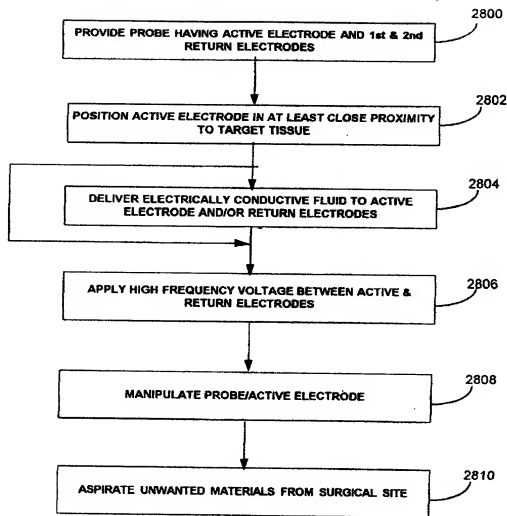 2800
PROVIDE PROBE HAVING ACTIVE ELECTRODE AND 1st & 2nd
RETURN ELECTRODES
2802
POSITION ACTIVE ELECTRODE IN AT LEAST CLOSE PROXIMITY
TO TARGET TISSUE
2804
DELIVER ELECTRICALLY CONDUCTIVE FLUID TO ACTIVE
ELECTRODE AND/OR RETURN ELECTRODES
2806
APPLY HIGH FREQUENCY VOLTAGE BETWEEN ACTIVE &
RETURN ELECTRODES
2808
MANIPULATE PROBE/ACTIVE ELECTRODE
2810
ASPIRATE UNWANTED MATERIALS FROM SURGICAL SITE